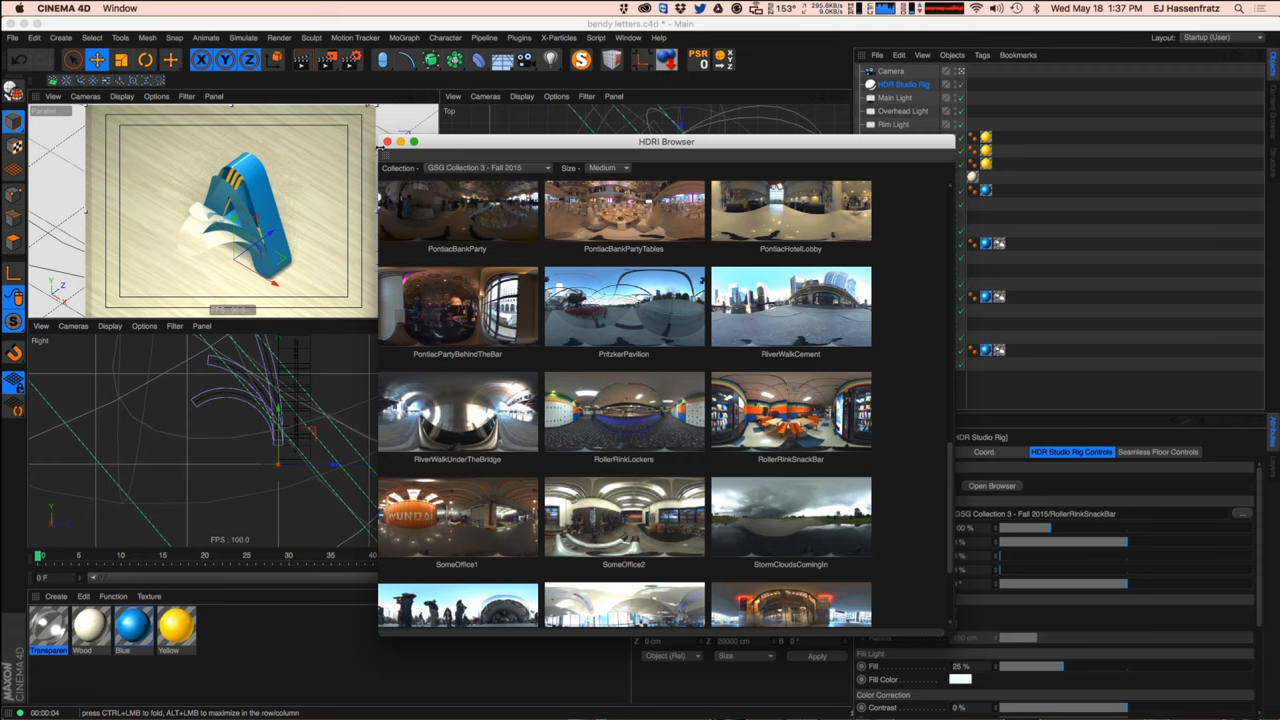 CINEMA 4D Window
153° 295.6KB/s 9.0KB/s Wed May 18 1:37 PM EJ Hassenfratz
bendy letters.c4d * - Main
File Edit Create Select Tools Mesh Snap Animate Simulate Render Sculpt Motion Tracker MoGraph Character Pipeline Plugins X-Particles Script Window Help Layout: Startup (User)
File Edit View Objects Tags Bookmarks
X Y Z S PSR 0
View Cameras Display Options Filter Panel
View Cameras Display Options Filter Panel
Parallel
Top
Camera
HDR Studio Rig
Main Light
Overhead Light
Rim Light
HDRI Browser
Collection - GSG Collection 3 - Fall 2015 Size - Medium
PontiacBankParty PontiacBankPartyTables PontiacHotelLobby
PontiacPartyBehindTheBar PritzkerPavilion RiverWalkCement
RiverWalkUnderTheBridge RollerRinkLockers RollerRinkSnackBar
SomeOffice1 SomeOffice2 StormCloudsComingIn
View Cameras Display Options Filter Panel
Right
FPS : 100.0
0 5 10 15 20 25 30 35 40
0 F
Create Edit Function Texture
Transparen Wood Blue Yellow
HDR Studio Rig]
Coord. HDR Studio Rig Controls Seamless Floor Controls
Open Browser
GSG Collection 3 - Fall 2015/RollerRinkSnackBar ...
00 %
%
%
°
Z 0 cm Z 20000 cm B 0 °
Object (Rel) Size Apply
Fill Light
Fill 25 %
Fill Color
Color Correction
Contrast 0 %
MAXON CINEMA 4D
00:00:04 press CTRL+LMB to fold, ALT+LMB to maximize in the row/column